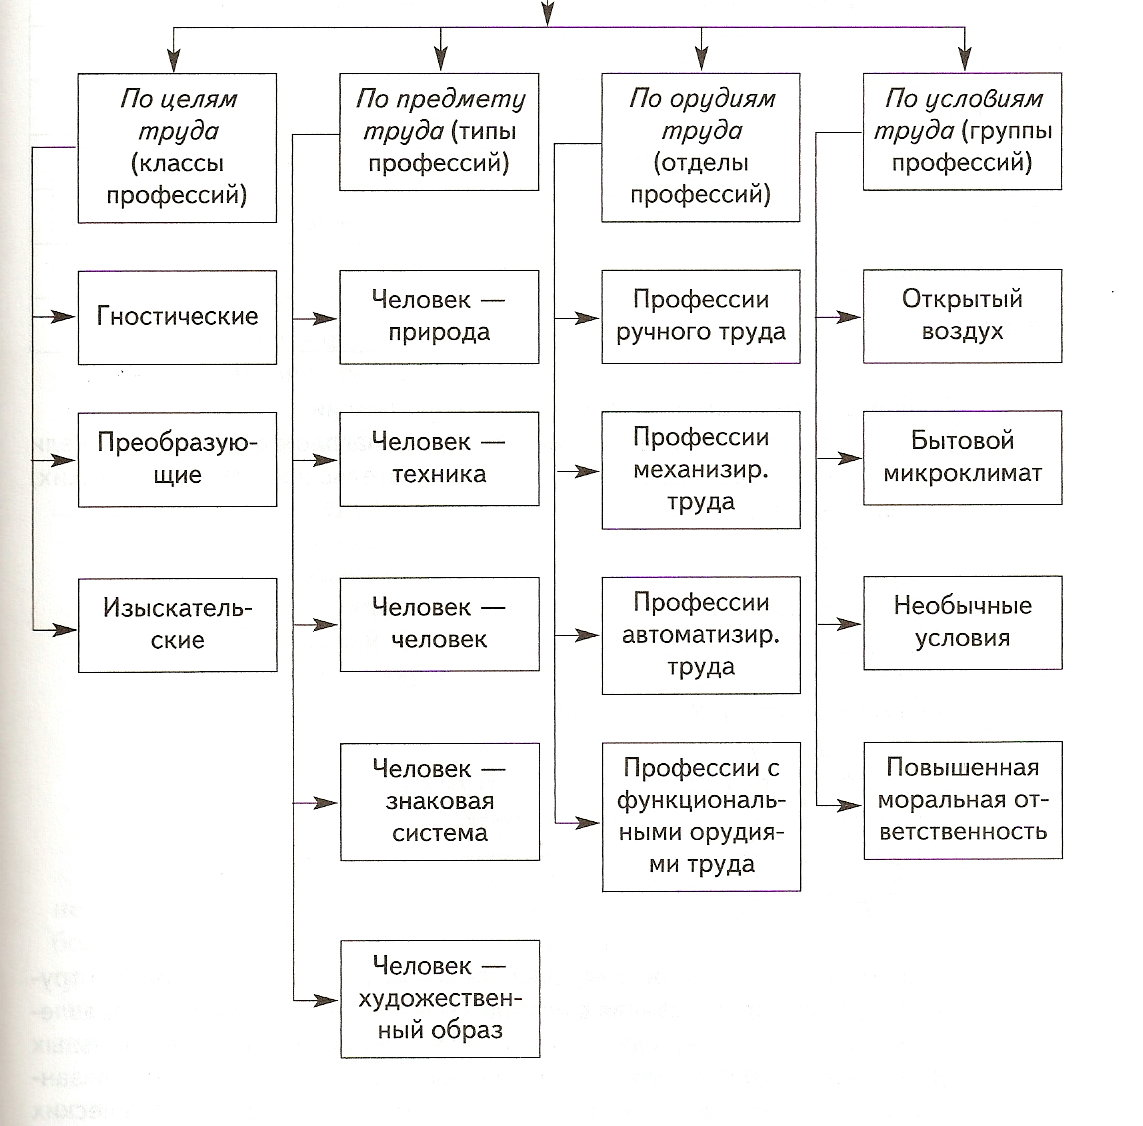 По целям
труда
(классы
профессий)
Гностические
Преобразую-
щие
Изыскатель-
ские
По предмету
труда (типы
профессий)
Человек —
природа
Человек —
техника
Человек —
человек
Человек —
знаковая
система
Человек —
художествен-
ный образ
По орудиям
труда
(отделы
профессий)
Профессии
ручного труда
Профессии
механизир.
труда
Профессии
автоматизир.
труда
Профессии с
функциональ-
ными орудия-
ми труда
По условиям
труда (группы
профессий)
Открытый
воздух
Бытовой
микроклимат
Необычные
условия
Повышенная
моральная от-
ветственность